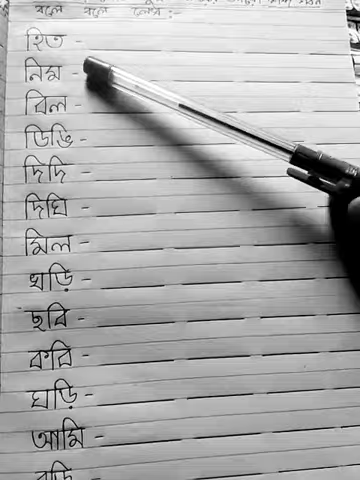 বলে বলে লেখ :
হিত -
নিম -
বিল -
ডিঙি -
দিদি -
দিঘি -
মিল -
খড়ি -
ছবি -
কবি -
ঘড়ি -
আমি -